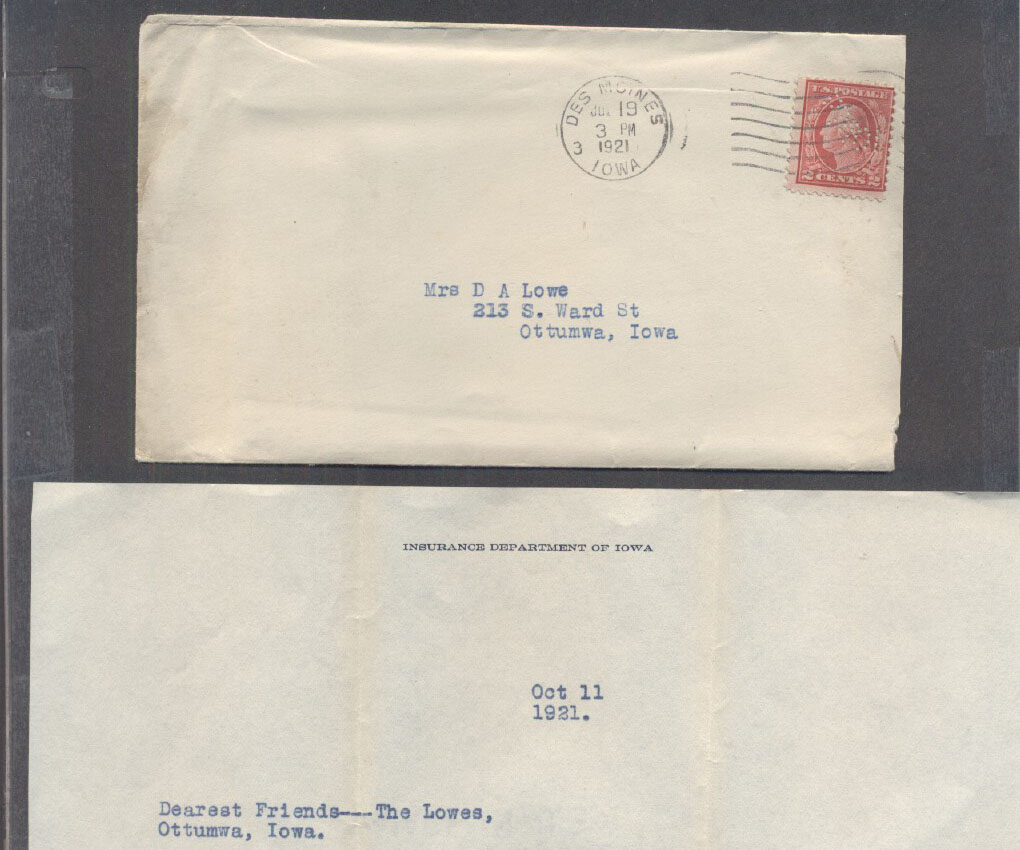 DES MOINES
JUL 19
3 PM
3 1921
IOWA
U.S. POSTAGE
2 CENTS 2
Mrs D A Lowe
213 S. Ward St
Ottumwa, Iowa
INSURANCE DEPARTMENT OF IOWA
Oct 11
1921.
Dearest Friends---The Lowes,
Ottumwa, Iowa.